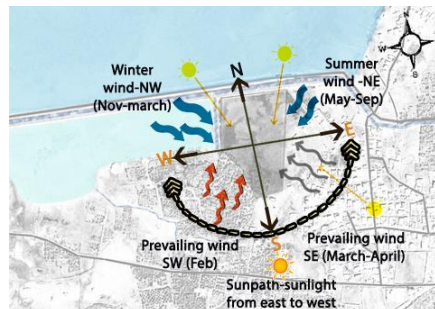 Winter
wind-NW
(Nov-march)
N
Summer
wind -NE
(May-Sep)
W
E
S
Prevailing wind
SW (Feb)
Prevailing wind
SE (March-April)
Sunpath-sunlight
from east to west
N
S